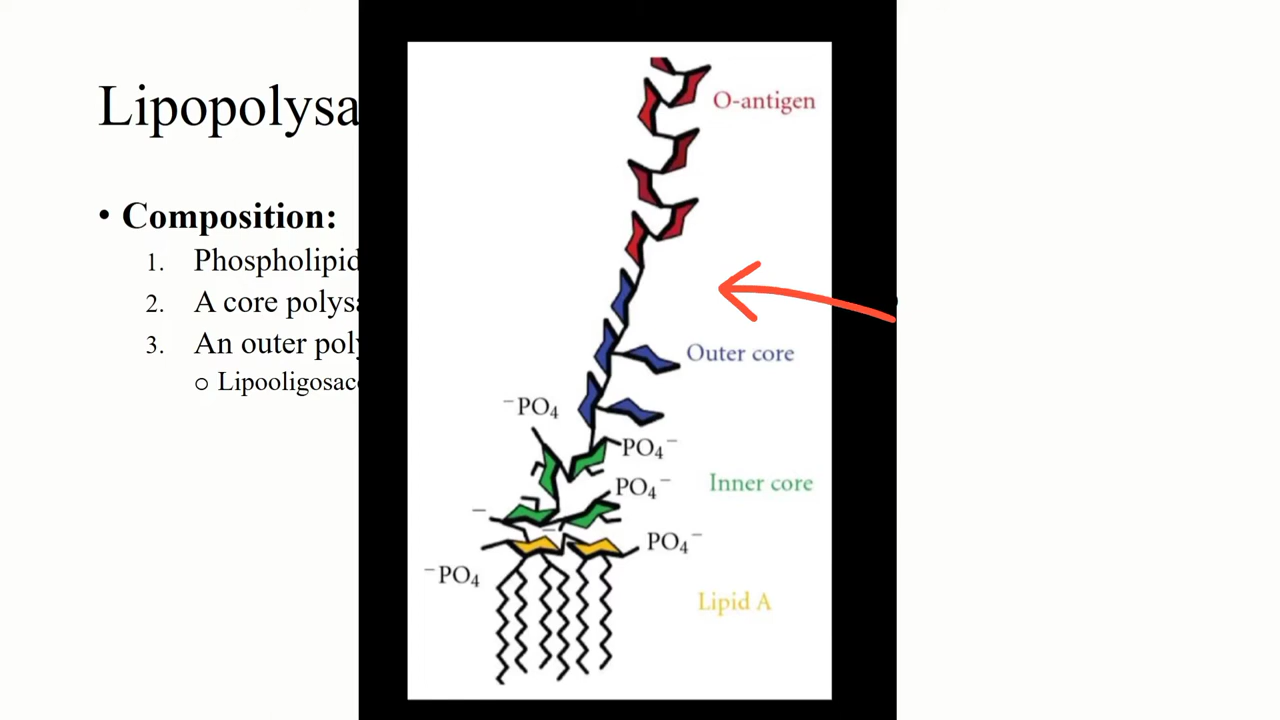 Lipopolysa
• Composition:
1. Phospholipid
2. A core polysa
3. An outer poly
○ Lipooligosacc
O-antigen
Outer core
⁻PO₄
PO₄⁻
PO₄⁻
Inner core
PO₄⁻
⁻PO₄
Lipid A